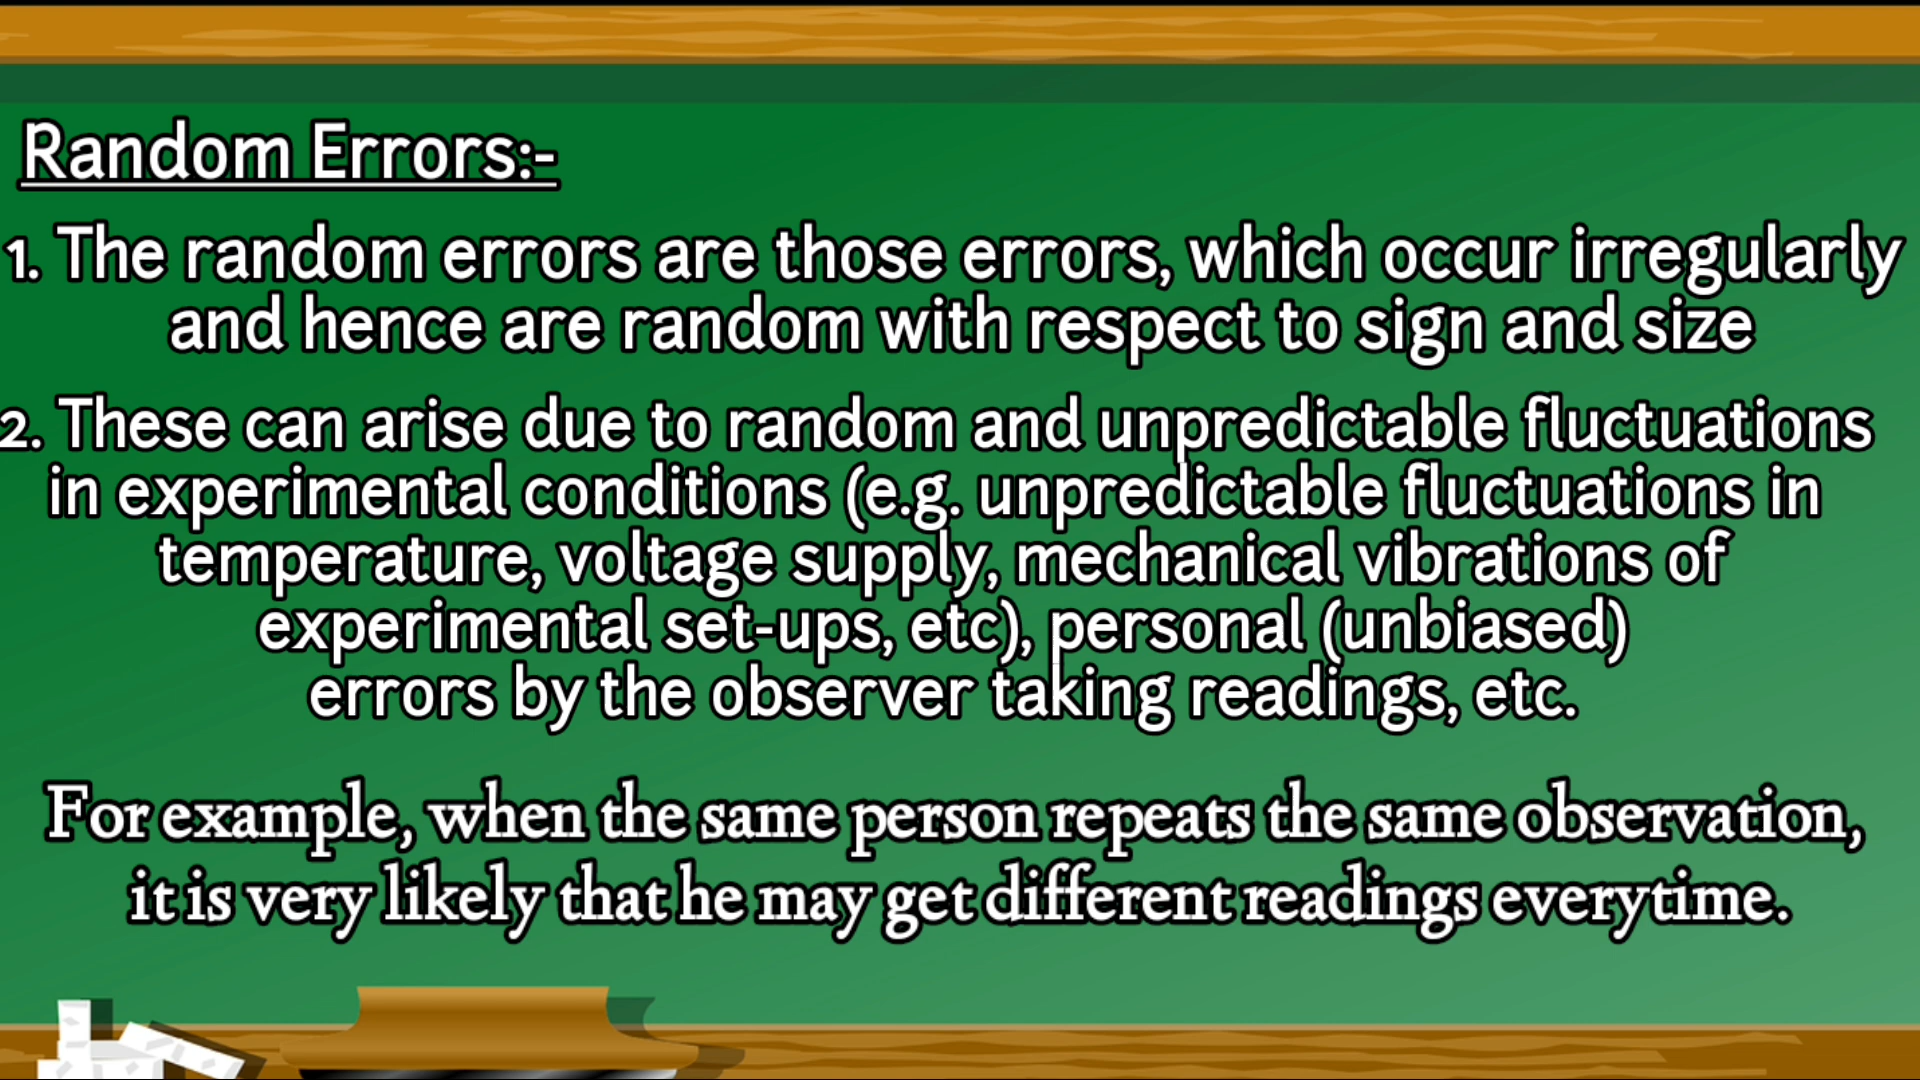 Random Errors:-
1. The random errors are those errors, which occur irregularly
and hence are random with respect to sign and size
2. These can arise due to random and unpredictable fluctuations
in experimental conditions (e.g. unpredictable fluctuations in
temperature, voltage supply, mechanical vibrations of
experimental set-ups, etc), personal (unbiased)
errors by the observer taking readings, etc.
For example, when the same person repeats the same observation,
it is very likely that he may get different readings everytime.